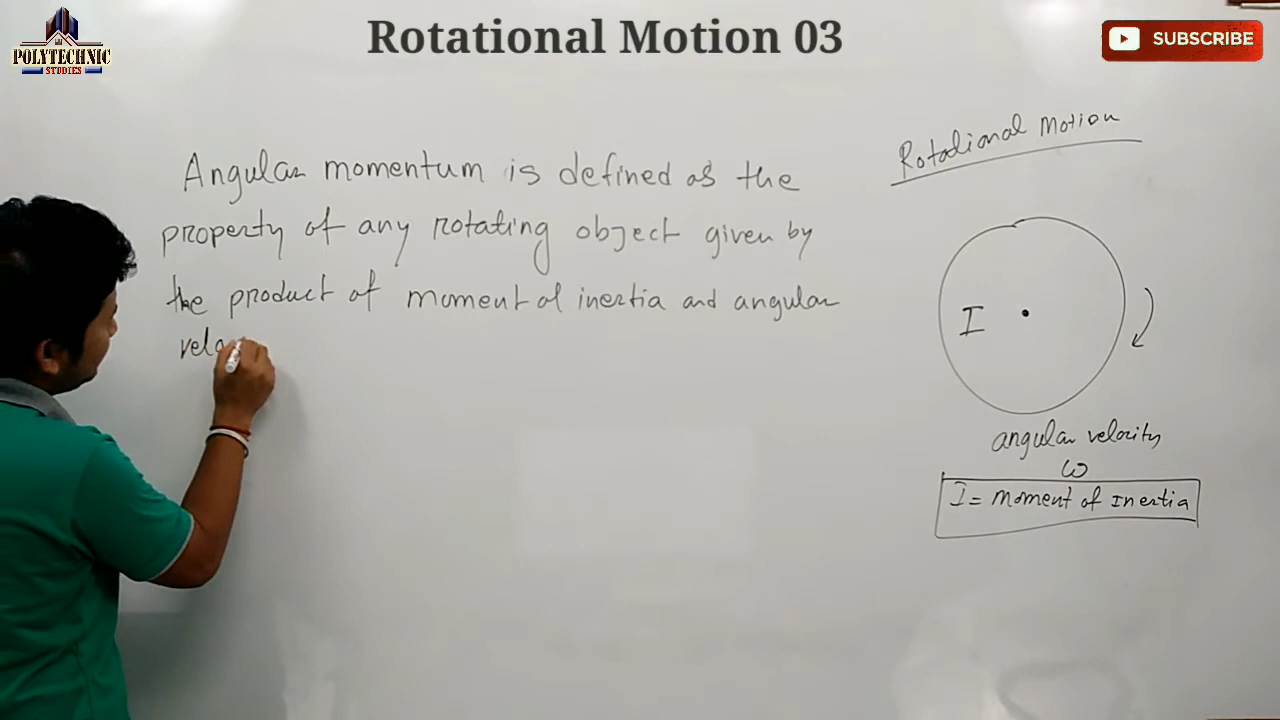 Rotational Motion 03
POLYTECHNIC
STUDIES
SUBSCRIBE
Angular momentum is defined as the
property of any rotating object given by
the product of moment of inertia and angular
Rotational Motion
I
angular velocity
ω
I = Moment of Inertia